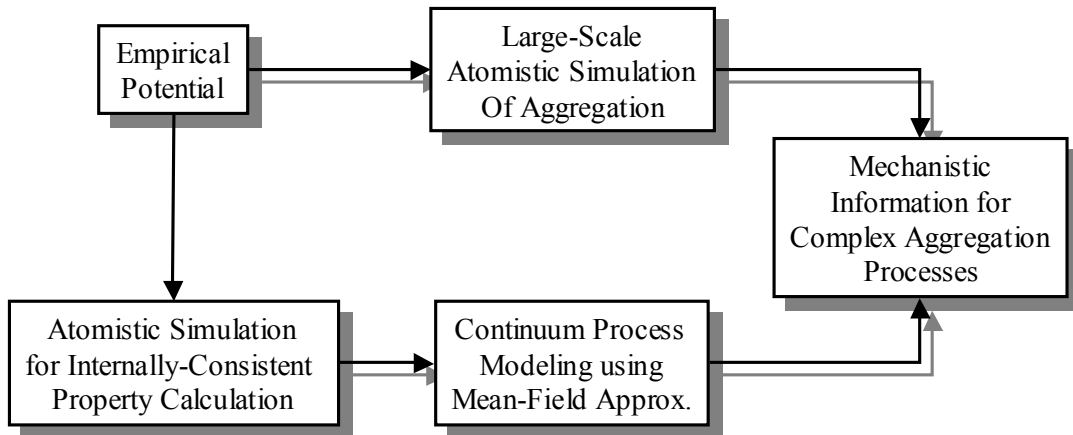 Empirical
Potential
Large-Scale
Atomistic Simulation
Of Aggregation
Mechanistic
Information for
Complex Aggregation
Processes
Atomistic Simulation
for Internally-Consistent
Property Calculation
Continuum Process
Modeling using
Mean-Field Approx.